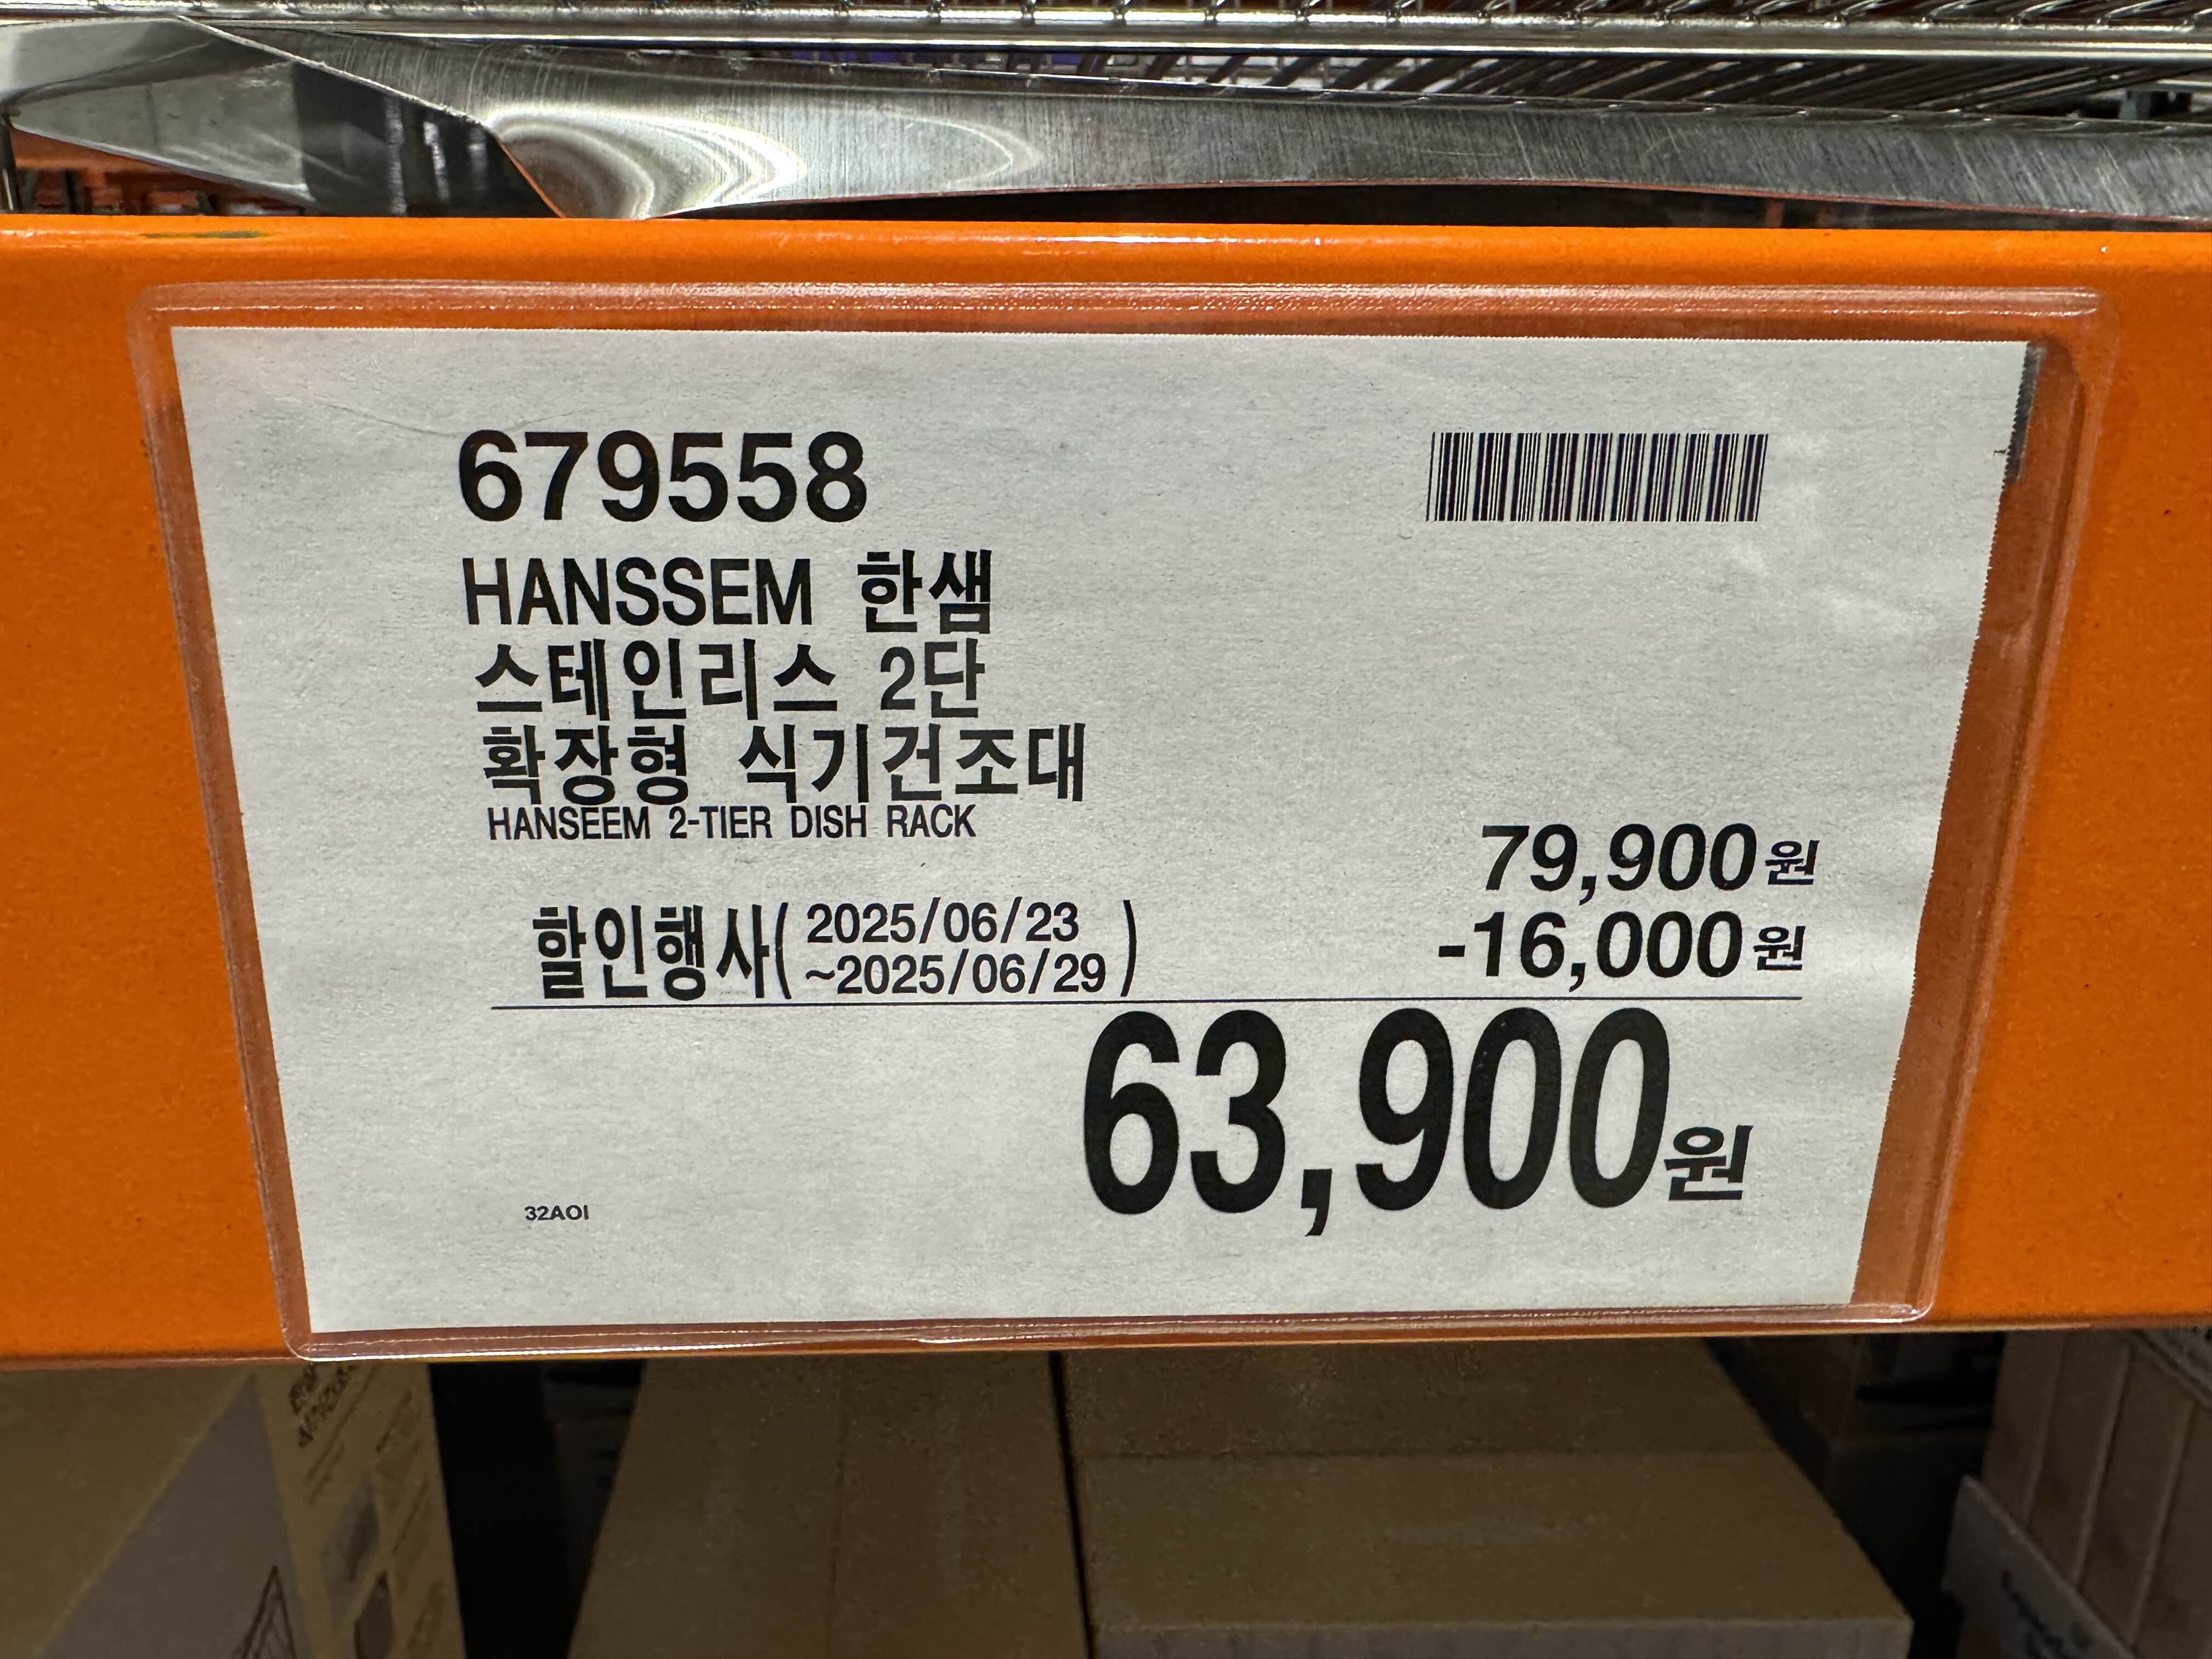 679558
HANSSEM 한샘
스테인리스 2단
확장형 식기건조대
HANSEEM 2-TIER DISH RACK
79,900원
할인행사( 2025/06/23
~2025/06/29 )
-16,000원
63,900원
32AOI